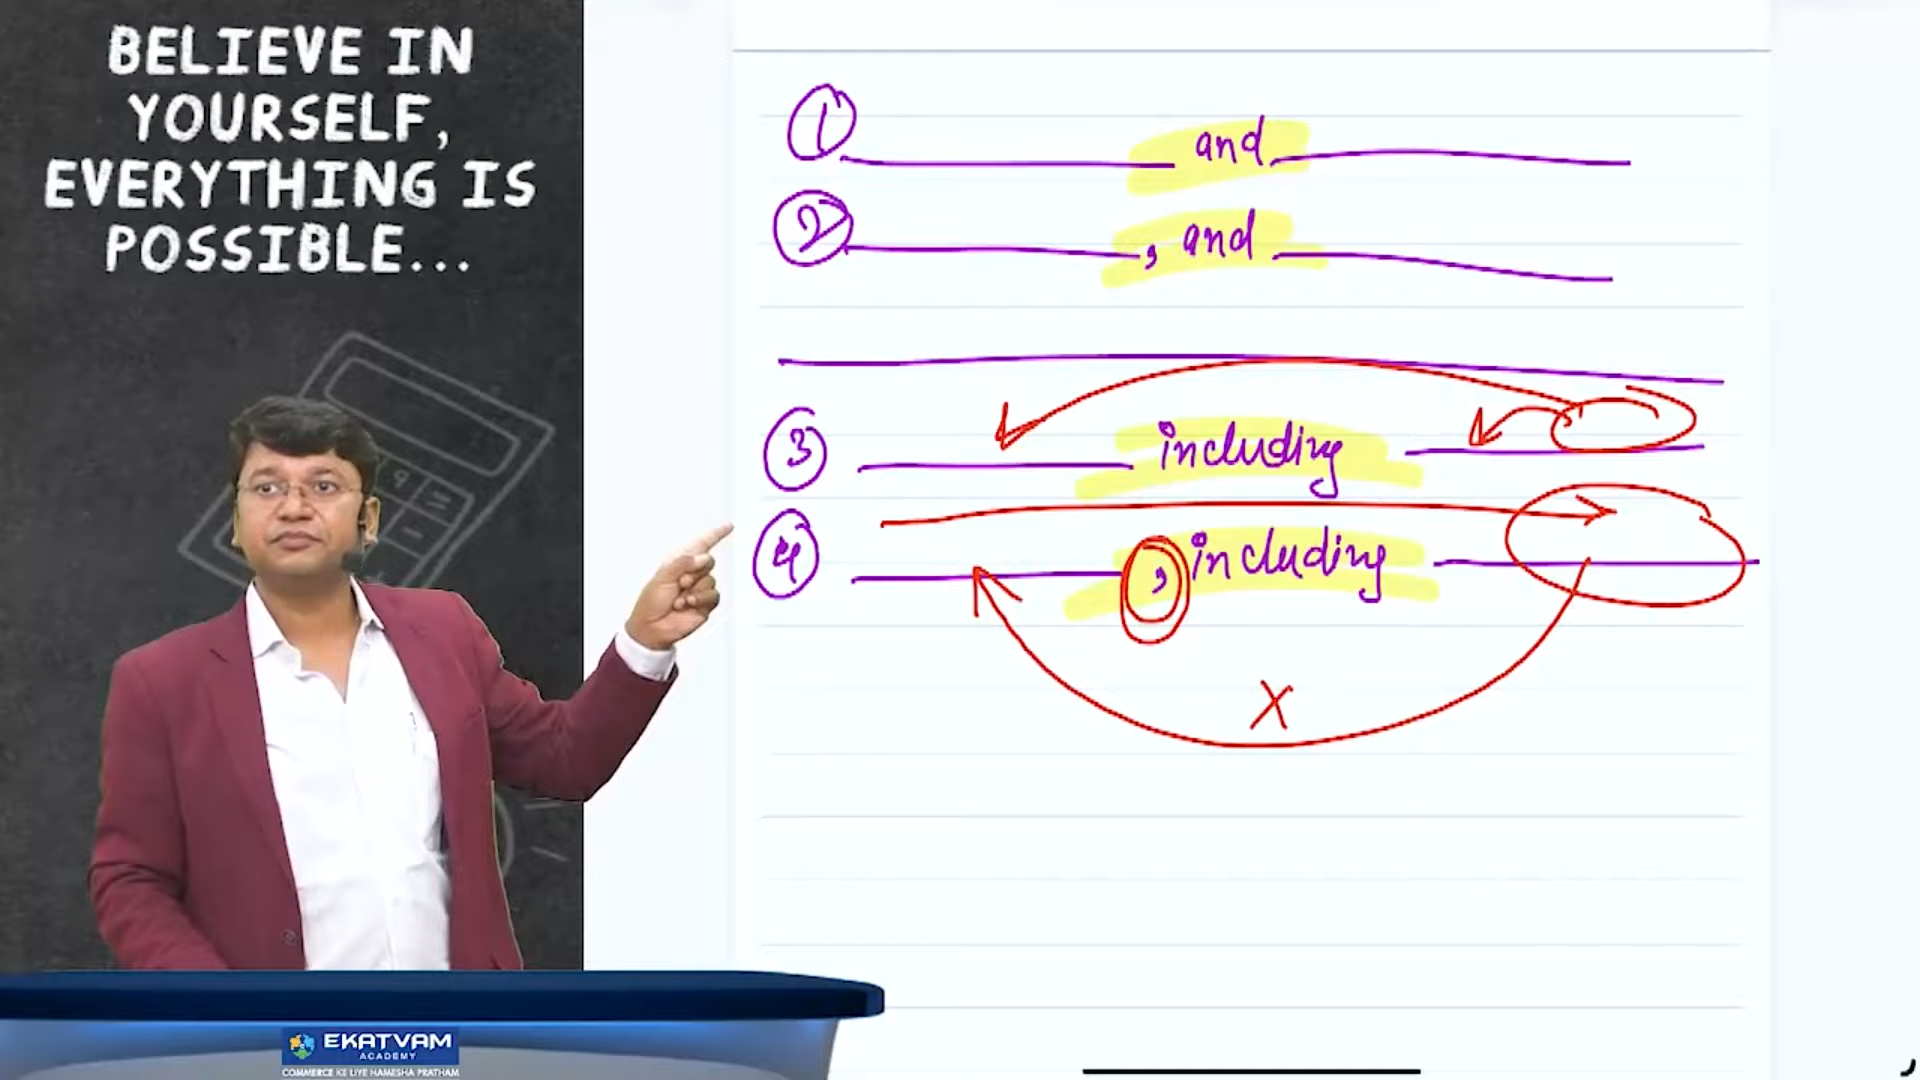 BELIEVE IN
YOURSELF,
EVERYTHING IS
POSSIBLE...
1 and
2 , and
3 including
4 , including
X
EKATVAM
ACADEMY
COMMERCE KE LIYE HAMESHA PRATHAM